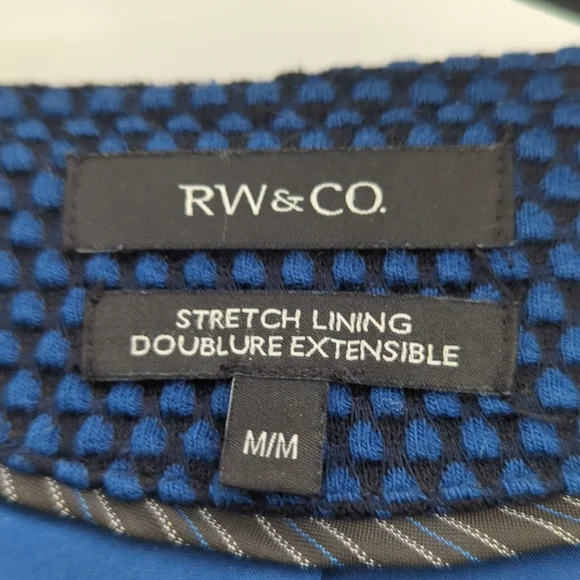 RW&CO.
STRETCH LINING
DOUBLURE EXTENSIBLE
M/M